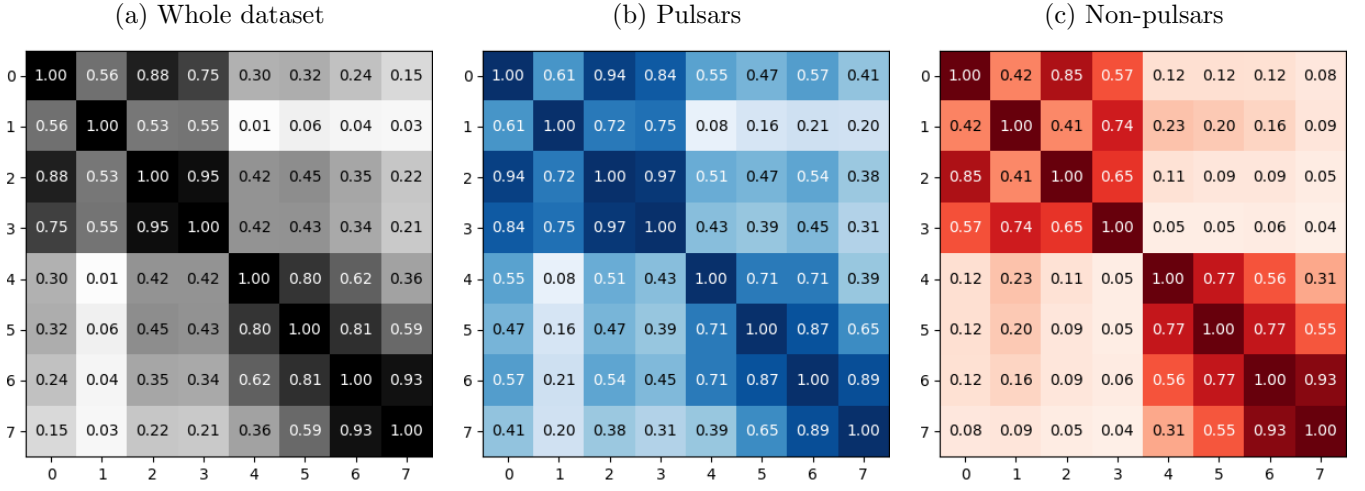 (a) Whole dataset (b) Pulsars (c) Non-pulsars
0 1.00 0.56 0.88 0.75 0.30 0.32 0.24 0.15 0 1.00 0.61 0.94 0.84 0.55 0.47 0.57 0.41 0 1.00 0.42 0.85 0.57 0.12 0.12 0.12 0.08
1 0.56 1.00 0.53 0.55 0.01 0.06 0.04 0.03 1 0.61 1.00 0.72 0.75 0.08 0.16 0.21 0.20 1 0.42 1.00 0.41 0.74 0.23 0.20 0.16 0.09
2 0.88 0.53 1.00 0.95 0.42 0.45 0.35 0.22 2 0.94 0.72 1.00 0.97 0.51 0.47 0.54 0.38 2 0.85 0.41 1.00 0.65 0.11 0.09 0.09 0.05
3 0.75 0.55 0.95 1.00 0.42 0.43 0.34 0.21 3 0.84 0.75 0.97 1.00 0.43 0.39 0.45 0.31 3 0.57 0.74 0.65 1.00 0.05 0.05 0.06 0.04
4 0.30 0.01 0.42 0.42 1.00 0.80 0.62 0.36 4 0.55 0.08 0.51 0.43 1.00 0.71 0.71 0.39 4 0.12 0.23 0.11 0.05 1.00 0.77 0.56 0.31
5 0.32 0.06 0.45 0.43 0.80 1.00 0.81 0.59 5 0.47 0.16 0.47 0.39 0.71 1.00 0.87 0.65 5 0.12 0.20 0.09 0.05 0.77 1.00 0.77 0.55
6 0.24 0.04 0.35 0.34 0.62 0.81 1.00 0.93 6 0.57 0.21 0.54 0.45 0.71 0.87 1.00 0.89 6 0.12 0.16 0.09 0.06 0.56 0.77 1.00 0.93
7 0.15 0.03 0.22 0.21 0.36 0.59 0.93 1.00 7 0.41 0.20 0.38 0.31 0.39 0.65 0.89 1.00 7 0.08 0.09 0.05 0.04 0.31 0.55 0.93 1.00
0 1 2 3 4 5 6 7 0 1 2 3 4 5 6 7 0 1 2 3 4 5 6 7